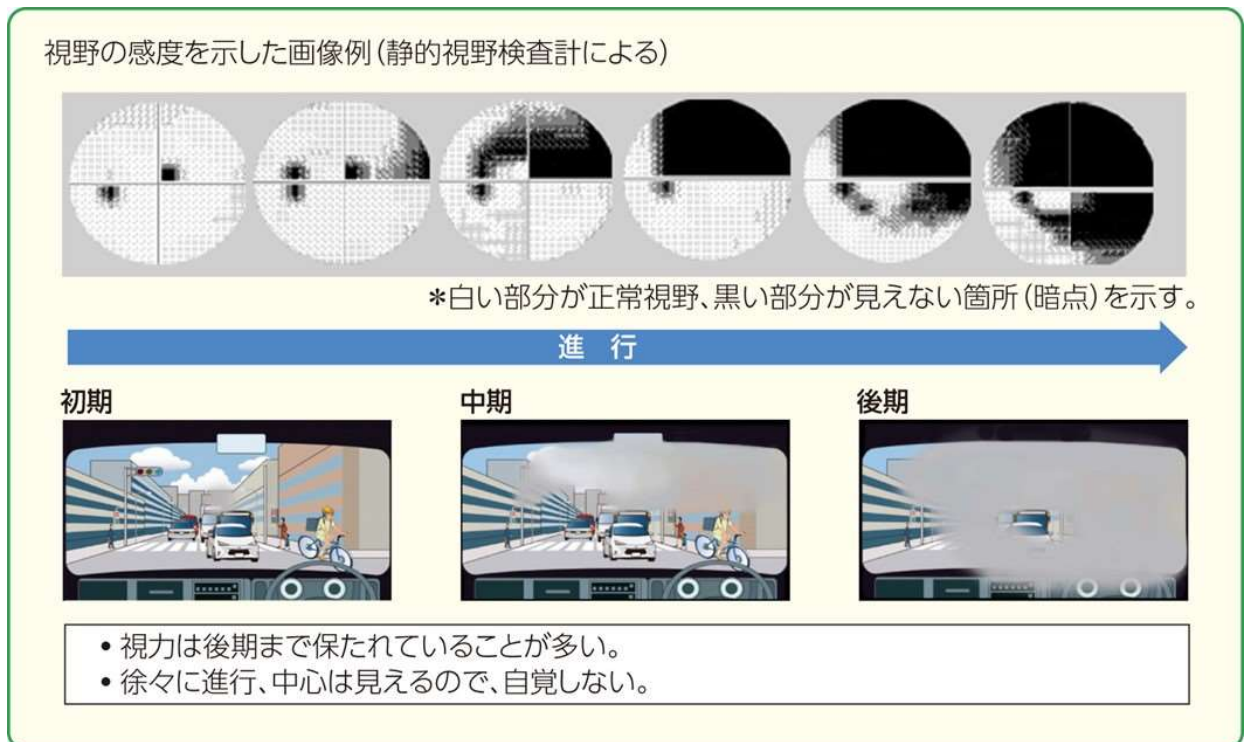 視野の感度を示した画像例(静的視野検査計による)
＊白い部分が正常視野、黒い部分が見えない箇所(暗点)を示す。
進 行
初期
中期
後期
• 視力は後期まで保たれていることが多い。
• 徐々に進行、中心は見えるので、自覚しない。